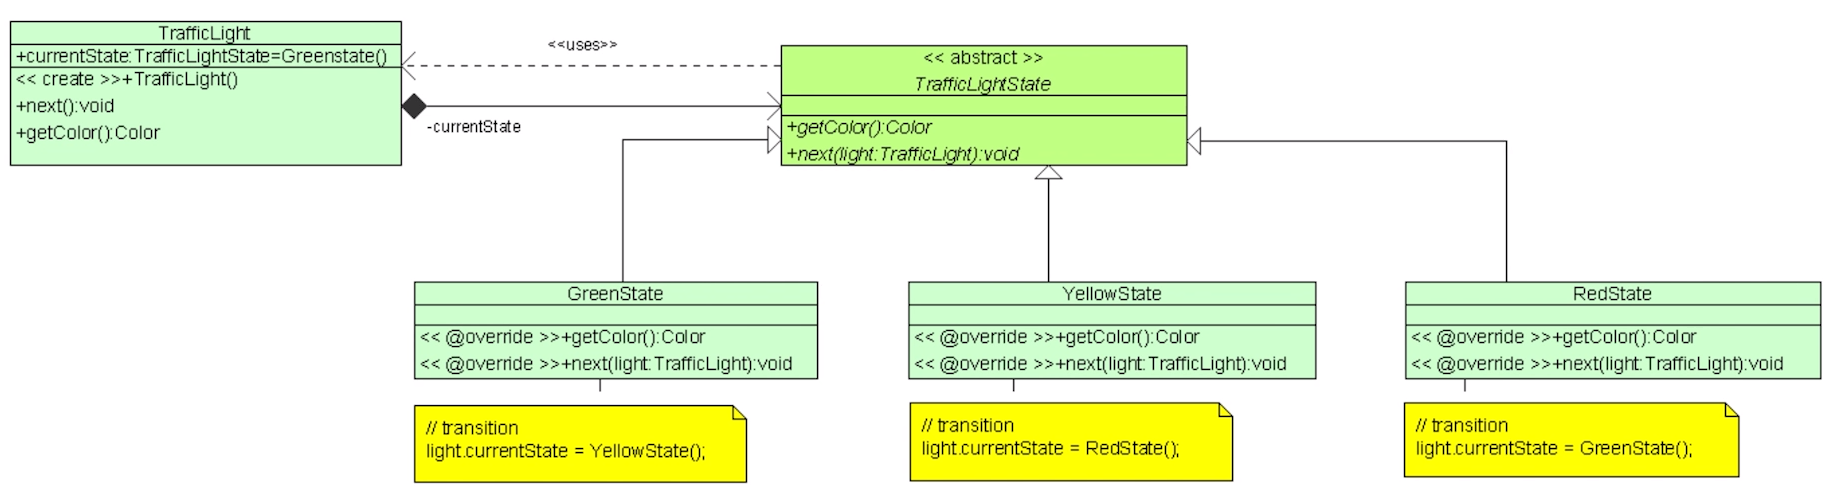 TrafficLight
+currentState:TrafficLightState=Greenstate()
<< create >>+TrafficLight()
+next():void
+getColor():Color
<<uses>>
-currentState
<< abstract >>
TrafficLightState
+getColor():Color
+next(light:TrafficLight):void
GreenState
<< @override >>+getColor():Color
<< @override >>+next(light:TrafficLight):void
// transition
light.currentState = YellowState();
YellowState
<< @override >>+getColor():Color
<< @override >>+next(light:TrafficLight):void
// transition
light.currentState = RedState();
RedState
<< @override >>+getColor():Color
<< @override >>+next(light:TrafficLight):void
// transition
light.currentState = GreenState();